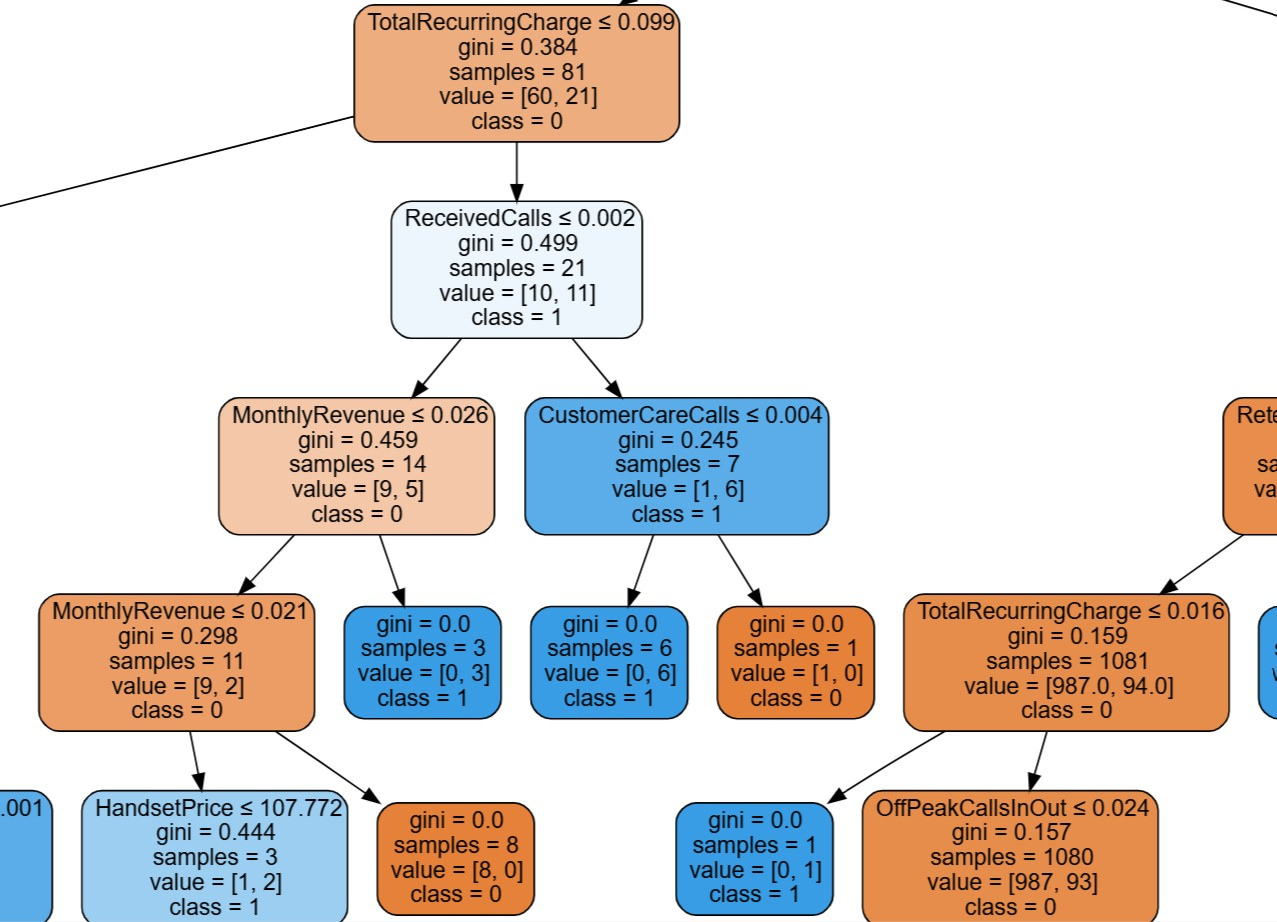 TotalRecurringCharge ≤ 0.099
gini = 0.384
samples = 81
value = [60, 21]
class = 0
ReceivedCalls ≤ 0.002
gini = 0.499
samples = 21
value = [10, 11]
class = 1
MonthlyRevenue ≤ 0.026
gini = 0.459
samples = 14
value = [9, 5]
class = 0
CustomerCareCalls ≤ 0.004
gini = 0.245
samples = 7
value = [1, 6]
class = 1
MonthlyRevenue ≤ 0.021
gini = 0.298
samples = 11
value = [9, 2]
class = 0
gini = 0.0
samples = 3
value = [0, 3]
class = 1
gini = 0.0
samples = 6
value = [0, 6]
class = 1
gini = 0.0
samples = 1
value = [1, 0]
class = 0
TotalRecurringCharge ≤ 0.016
gini = 0.159
samples = 1081
value = [987.0, 94.0]
class = 0
.001
HandsetPrice ≤ 107.772
gini = 0.444
samples = 3
value = [1, 2]
class = 1
gini = 0.0
samples = 8
value = [8, 0]
class = 0
gini = 0.0
samples = 1
value = [0, 1]
class = 1
OffPeakCallsInOut ≤ 0.024
gini = 0.157
samples = 1080
value = [987, 93]
class = 0